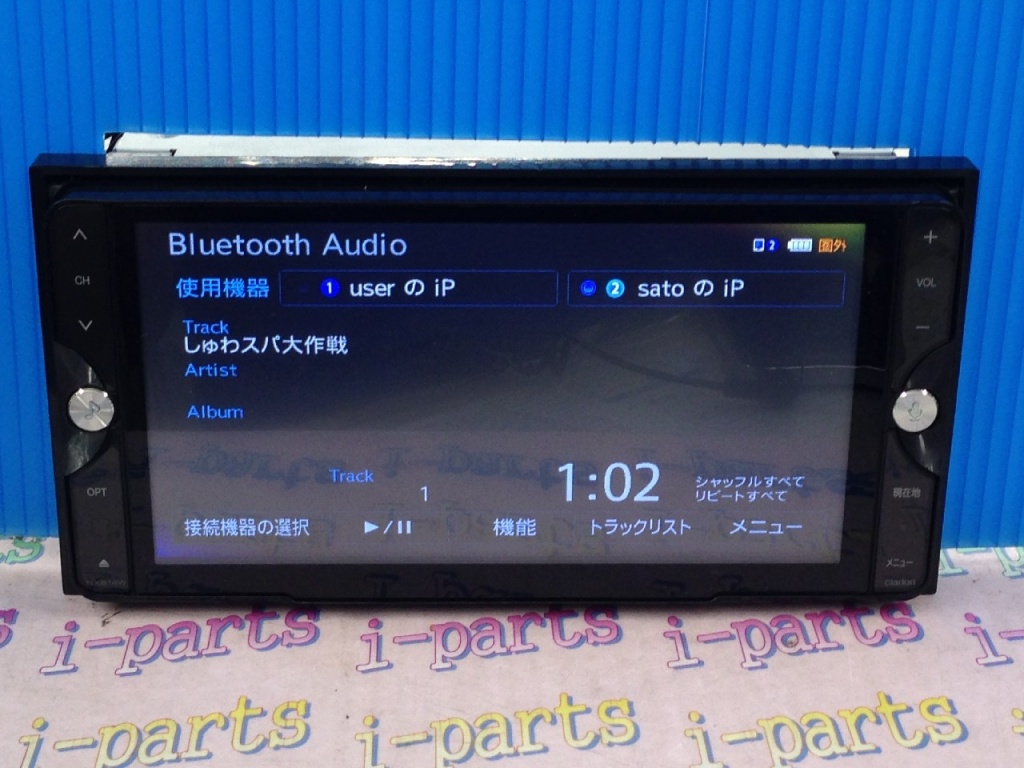 Bluetooth Audio
2 圏外
使用機器 1 user の iP 2 sato の iP
Track
しゅわスパ大作戦
Artist
Album
Track
1
1:02
シャッフルすべて
リピートすべて
接続機器の選択 ▶/II 機能 トラックリスト メニュー
CH
OPT
+
VOL
−
現在地
メニュー
Clarion
i-parts i-parts i-parts
i-parts i-parts i-parts